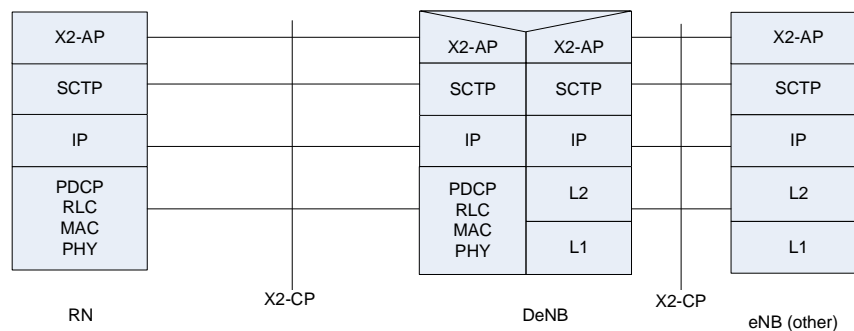 X2-AP
SCTP
IP
PDCP
RLC
MAC
PHY
RN
X2-CP
X2-AP X2-AP
SCTP SCTP
IP IP
PDCP
RLC
MAC
PHY
L2
L1
DeNB
X2-CP
X2-AP
SCTP
IP
L2
L1
eNB (other)